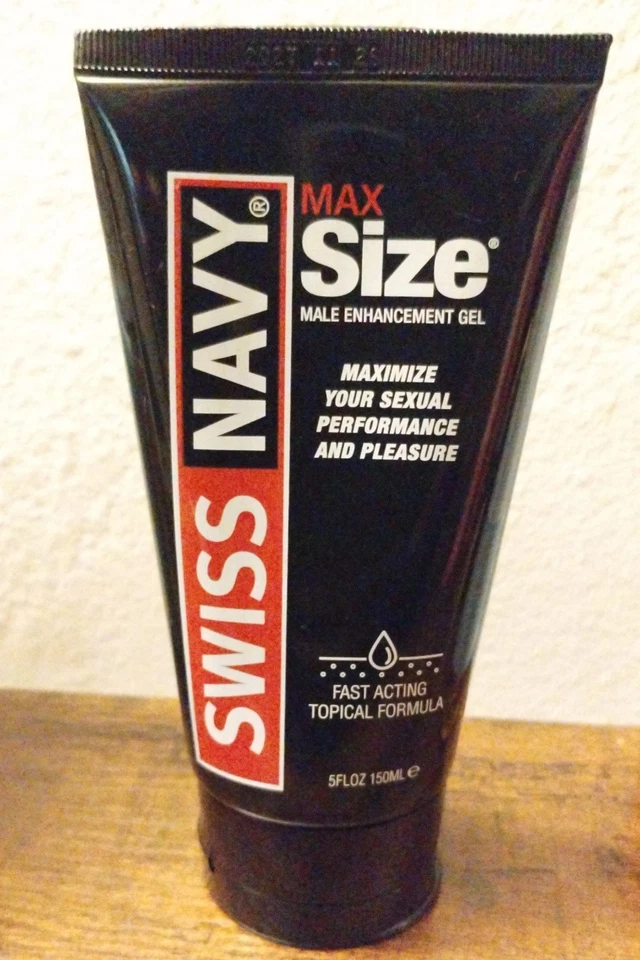 SWISS NAVY®
MAX
Size®
MALE ENHANCEMENT GEL
MAXIMIZE
YOUR SEXUAL
PERFORMANCE
AND PLEASURE
FAST ACTING
TOPICAL FORMULA
5FLOZ 150ML ℮